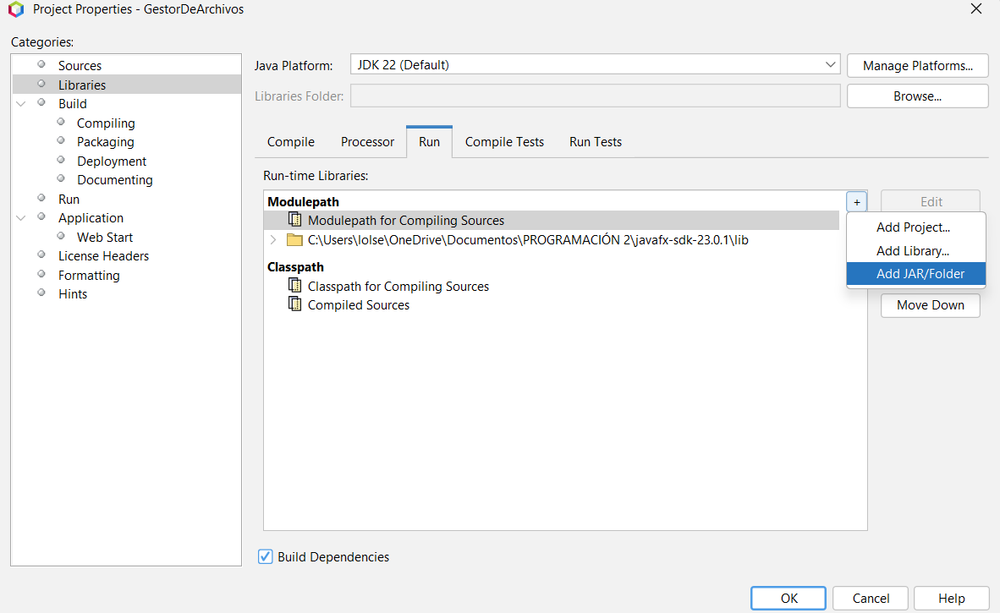 Project Properties - GestorDeArchivos
Categories:
Sources
Libraries
Build
Compiling
Packaging
Deployment
Documenting
Run
Application
Web Start
License Headers
Formatting
Hints
Java Platform:
JDK 22 (Default)
Manage Platforms...
Libraries Folder:
Browse...
Compile
Processor
Run
Compile Tests
Run Tests
Run-time Libraries:
Modulepath
+
Edit
Modulepath for Compiling Sources
C:\Users\lolse\OneDrive\Documentos\PROGRAMACIÓN 2\javafx-sdk-23.0.1\lib
Classpath
Classpath for Compiling Sources
Compiled Sources
Add Project...
Add Library...
Add JAR/Folder
Move Down
Build Dependencies
OK
Cancel
Help